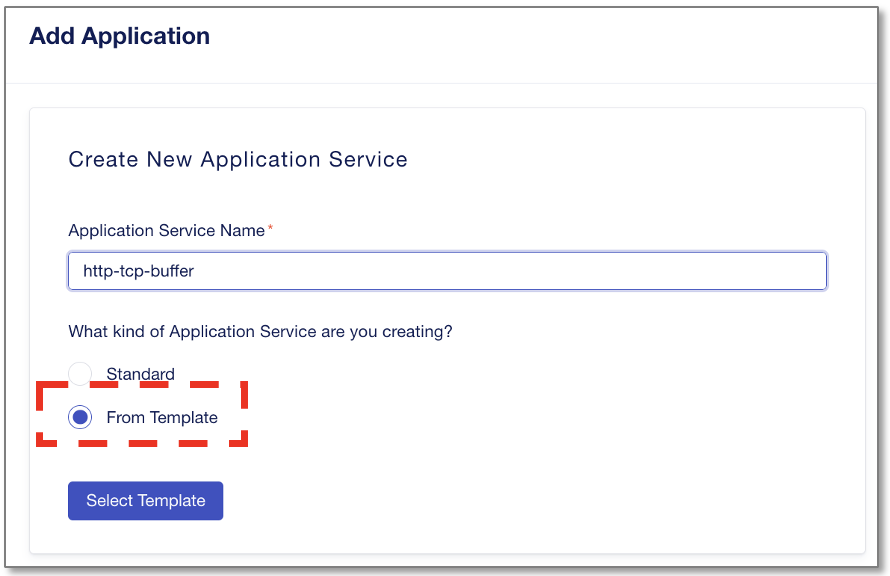 Add Application
Create New Application Service
Application Service Name*
http-tcp-buffer
What kind of Application Service are you creating?
Standard
From Template
Select Template